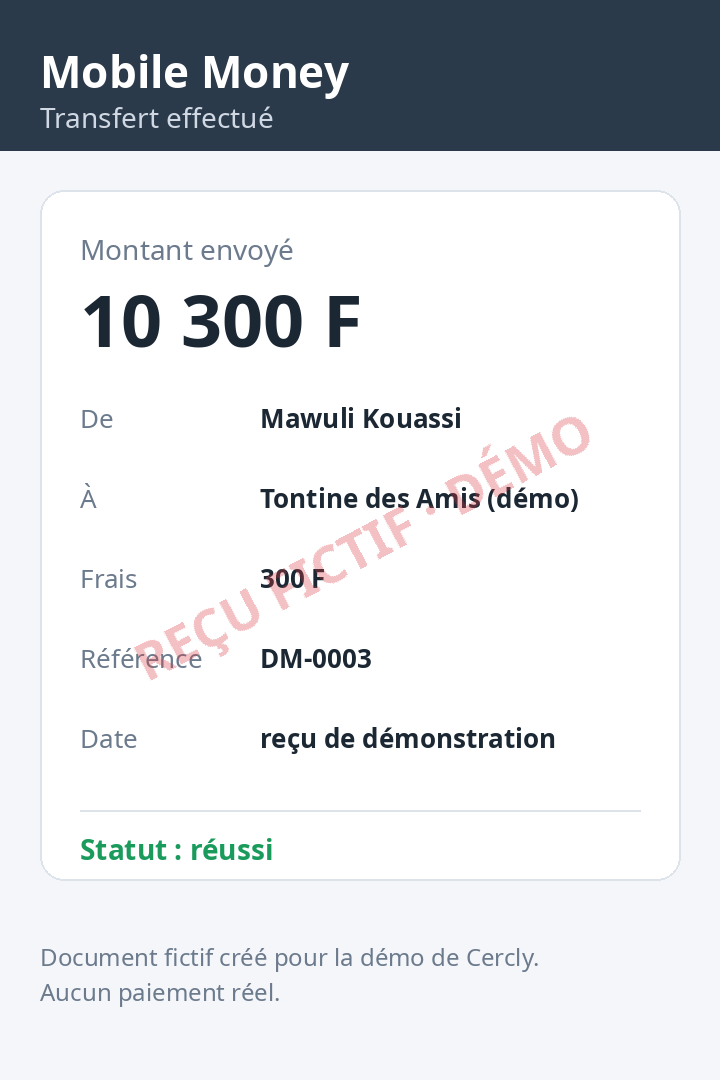 Mobile Money
Transfert effectué
Montant envoyé
10 300 F
De Mawuli Kouassi
À Tontine des Amis (démo)
Frais 300 F
Référence DM-0003
Date reçu de démonstration
REÇU FICTIF · DÉMO
Statut : réussi
Document fictif créé pour la démo de Cercly.
Aucun paiement réel.